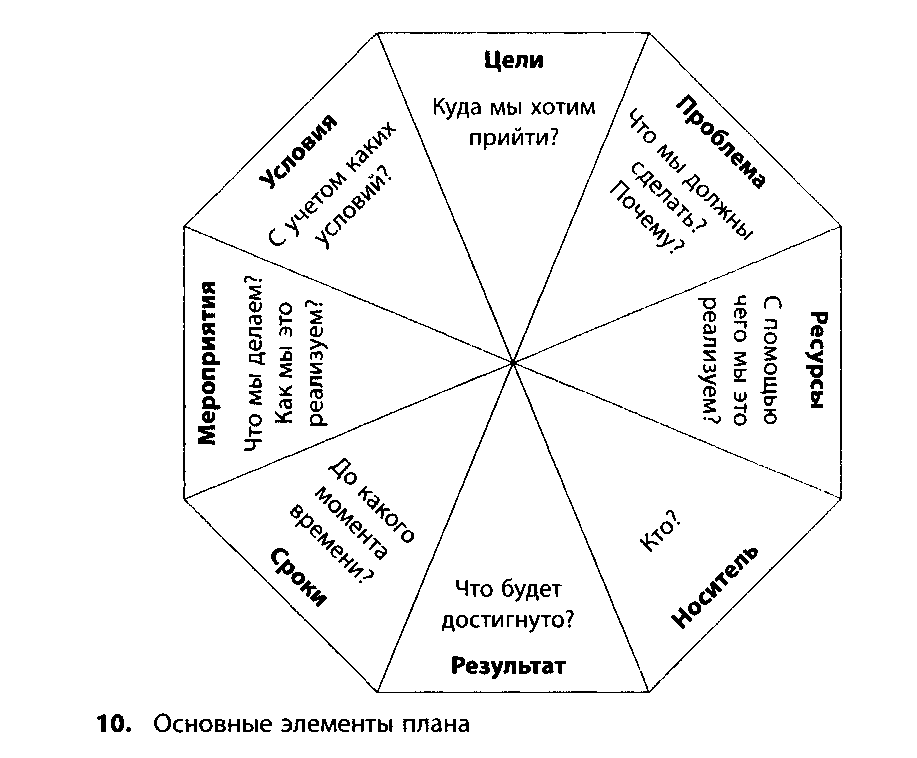 Цели
Куда мы хотим
прийти?
Проблема
Что мы должны
сделать?
Почему?
Ресурсы
С помощью
чего мы это
реализуем?
Носитель
Кто?
Что будет
достигнуто?
Результат
До какого
момента
времени?
Сроки
Мероприятия
Что мы делаем?
Как мы это
реализуем?
Условия
С учетом каких
условий?
10. Основные элементы плана